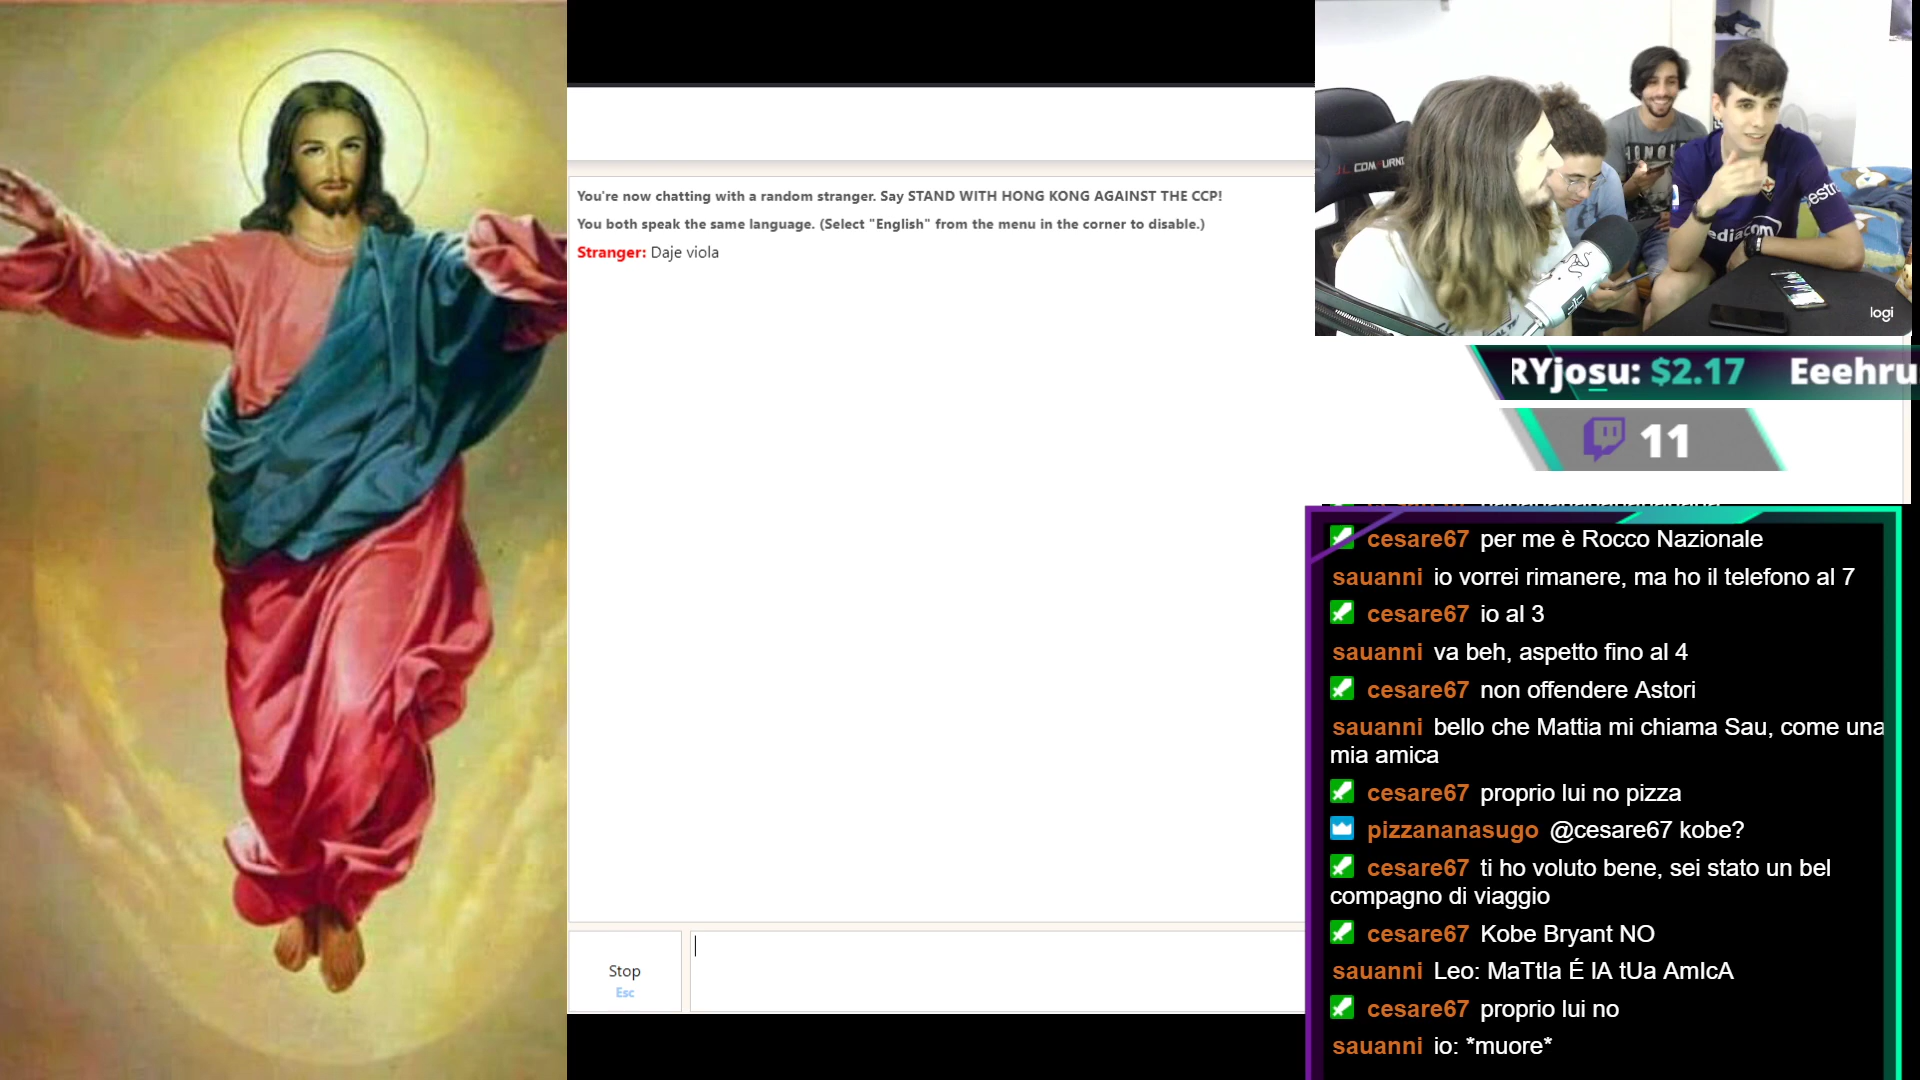 You're now chatting with a random stranger. Say STAND WITH HONG KONG AGAINST THE CCP!
You both speak the same language. (Select "English" from the menu in the corner to disable.)
Stranger: Daje viola
Stop
Esc
logi
RYjosu: $2.17 Eeehru
11
cesare67 per me è Rocco Nazionale
sauanni io vorrei rimanere, ma ho il telefono al 7
cesare67 io al 3
sauanni va beh, aspetto fino al 4
cesare67 non offendere Astori
sauanni bello che Mattia mi chiama Sau, come una
mia amica
cesare67 proprio lui no pizza
pizzananasugo @cesare67 kobe?
cesare67 ti ho voluto bene, sei stato un bel
compagno di viaggio
cesare67 Kobe Bryant NO
sauanni Leo: MaTtIa É lA tUa AmIcA
cesare67 proprio lui no
sauanni io: *muore*